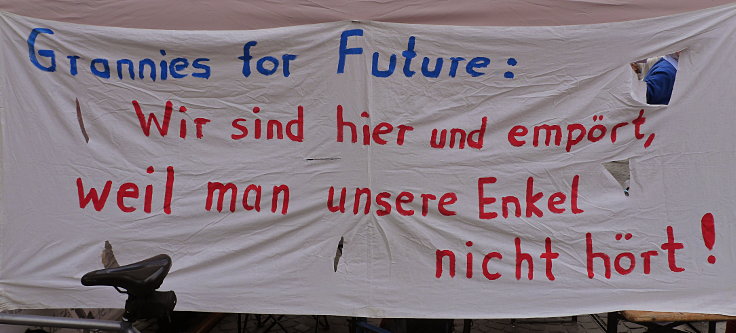 Grannies for Future:
Wir sind hier und empört,
weil man unsere Enkel
nicht hört!